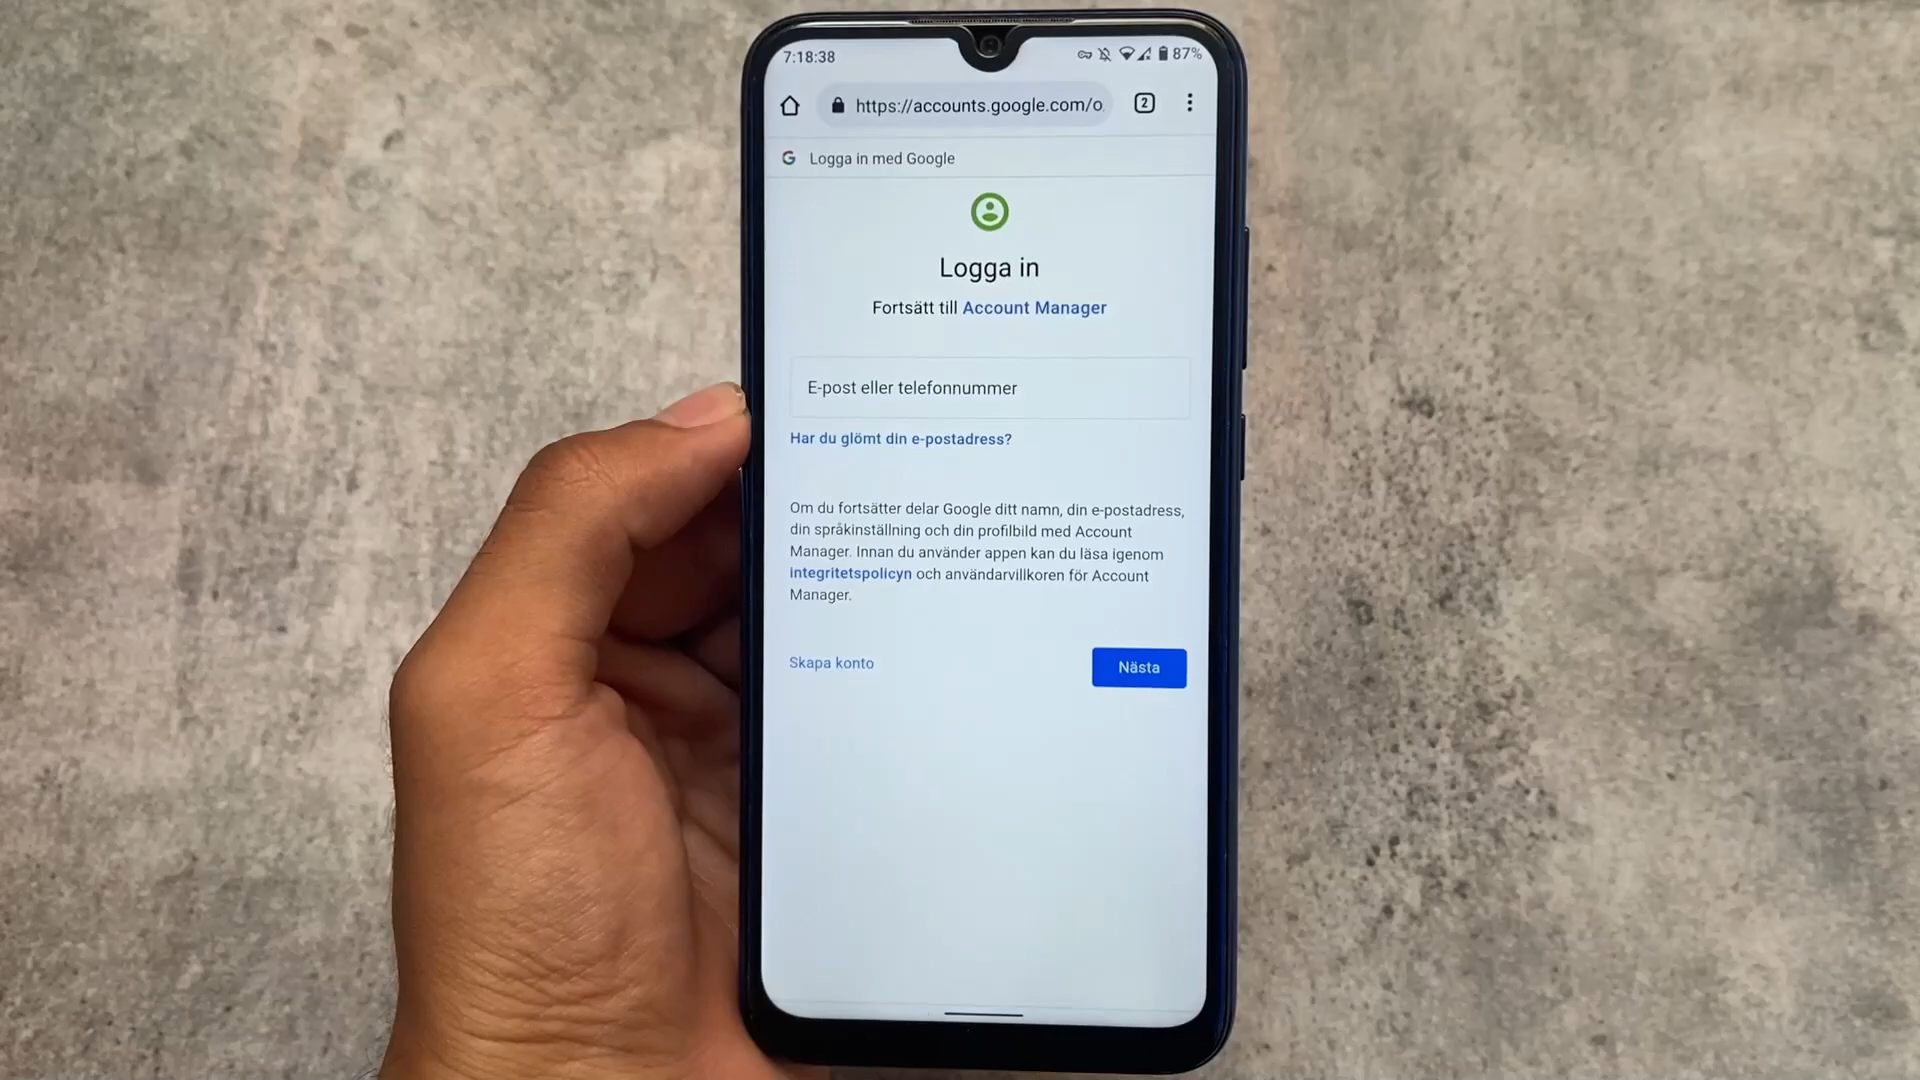 7:18:38
87%
https://accounts.google.com/o
2
G Logga in med Google
Logga in
Fortsätt till Account Manager
E-post eller telefonnummer
Har du glömt din e-postadress?
Om du fortsätter delar Google ditt namn, din e-postadress,
din språkinställning och din profilbild med Account
Manager. Innan du använder appen kan du läsa igenom
integritetspolicyn och användarvillkoren för Account
Manager.
Skapa konto
Nästa